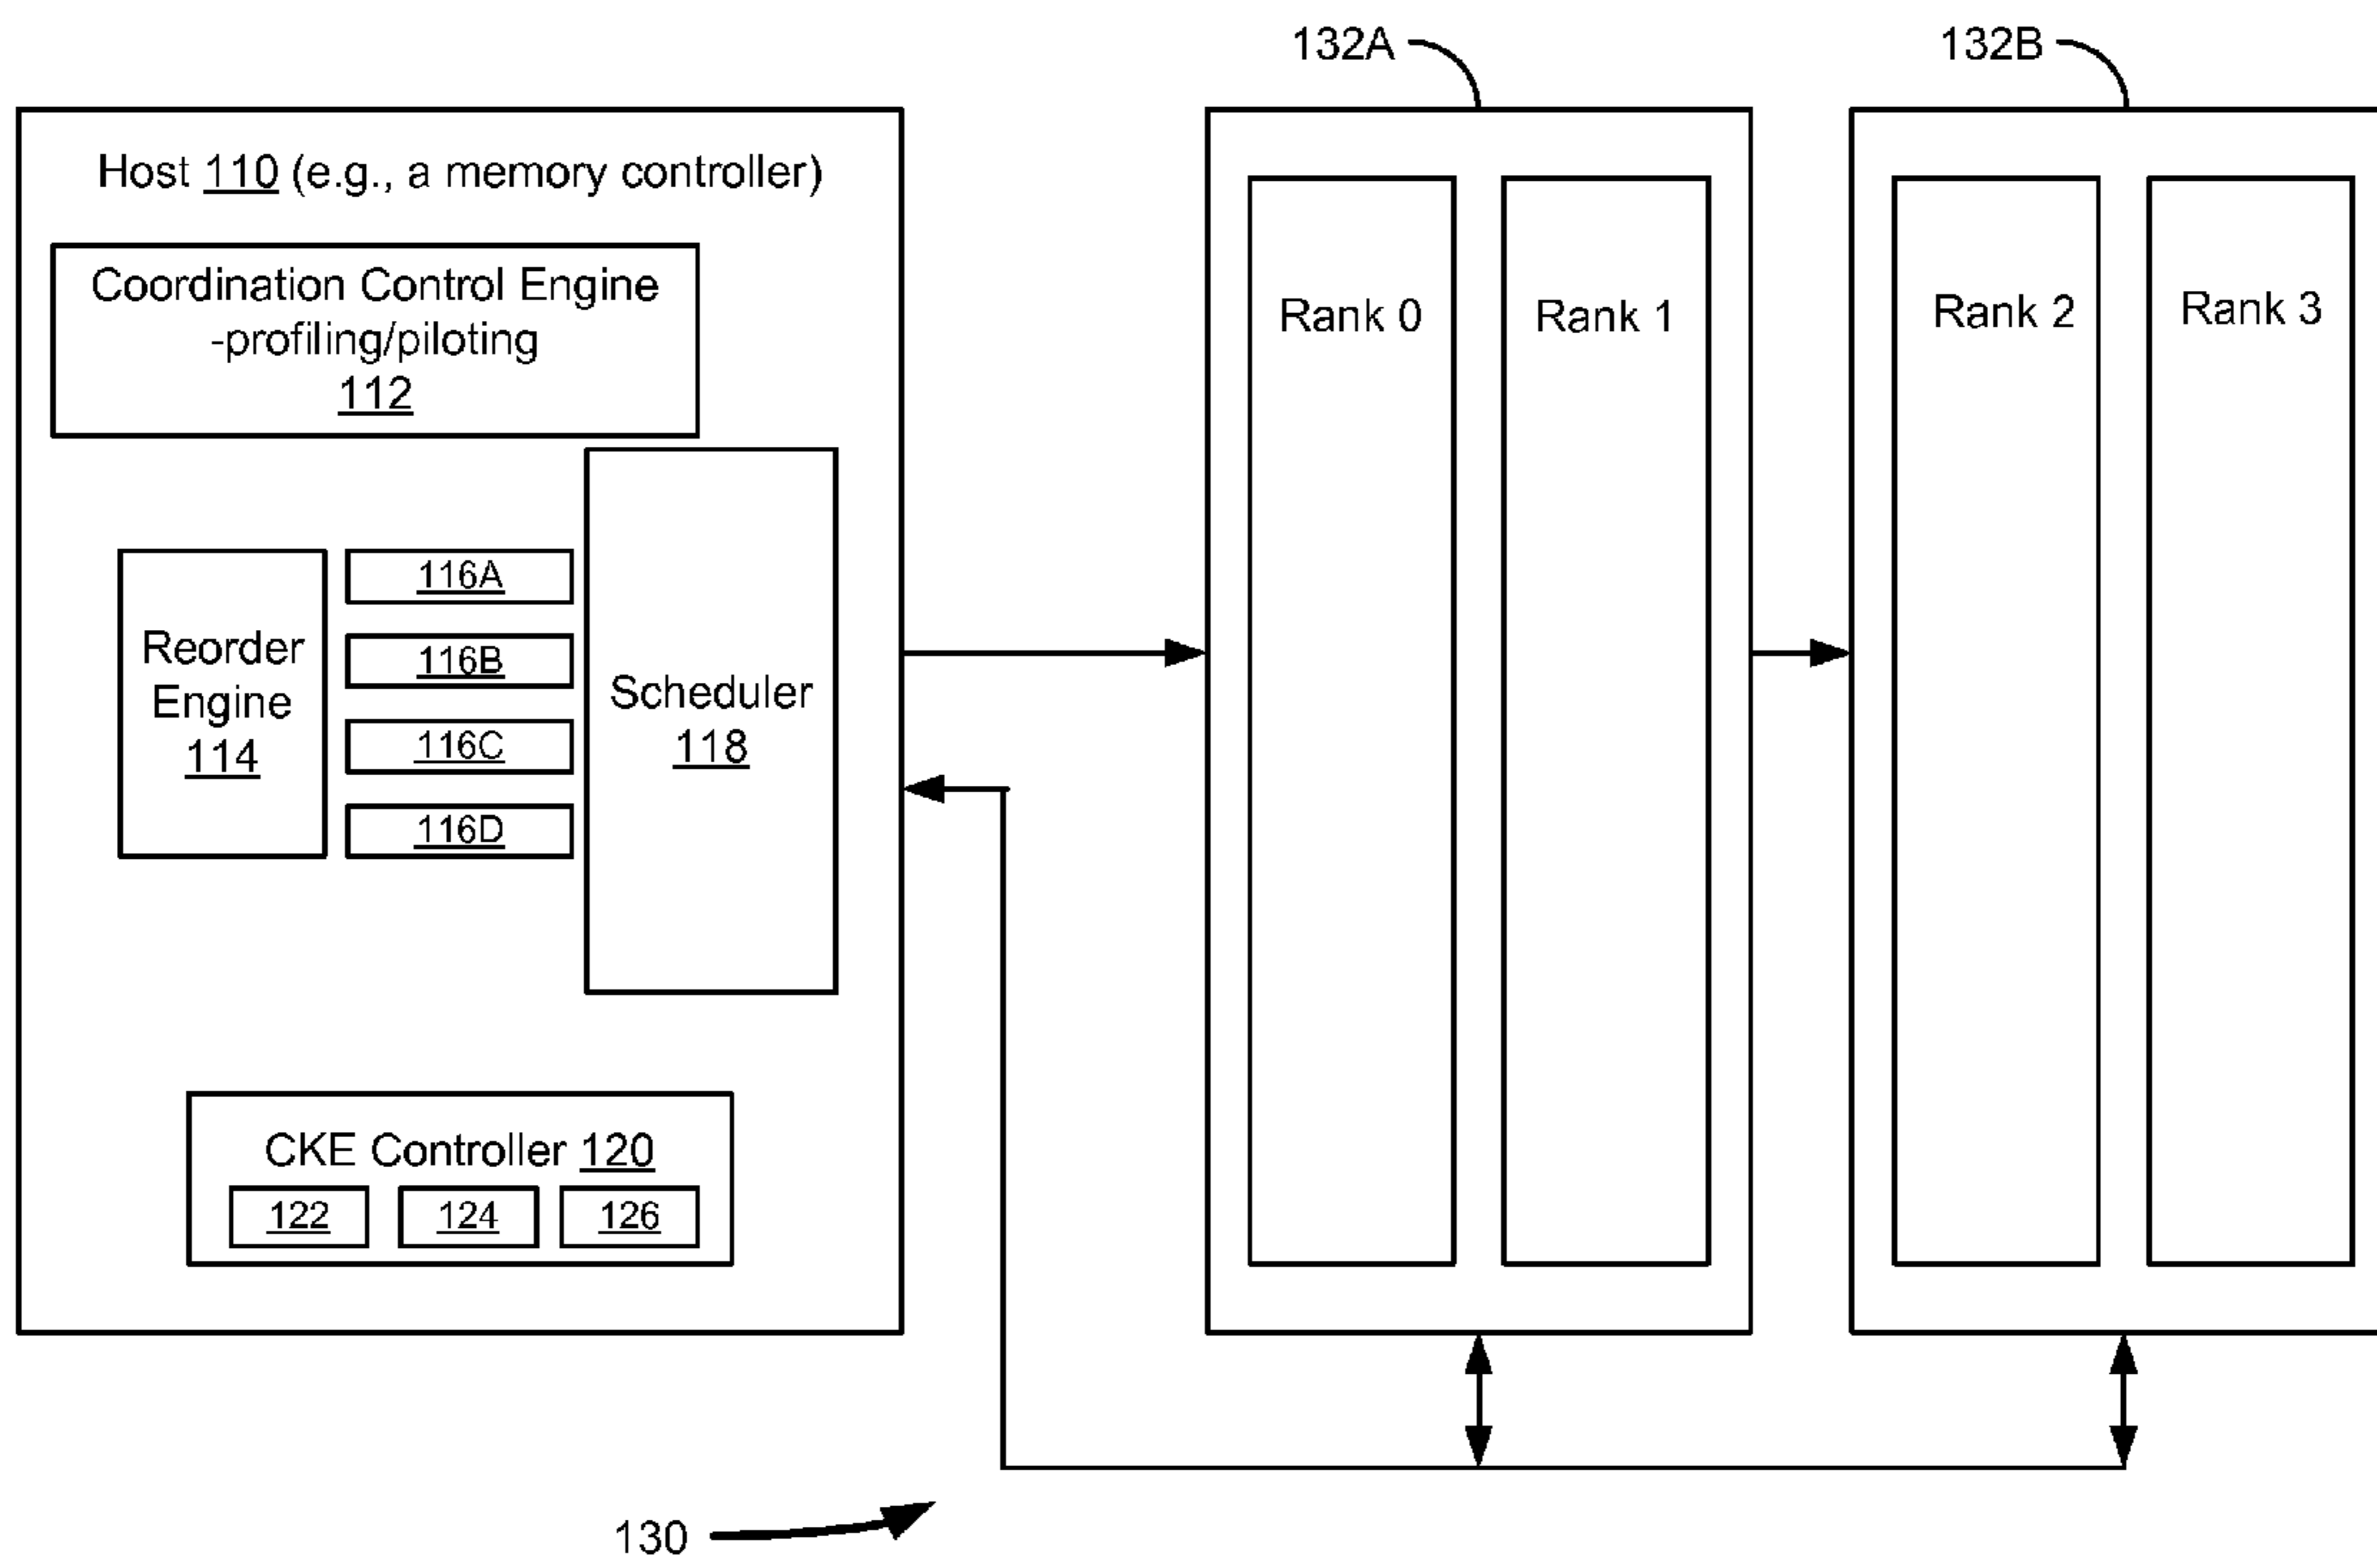 132A
132B
Host 110 (e.g., a memory controller)
Coordination Control Engine
-profiling/piloting
112
Reorder
Engine
114
116A
116B
116C
116D
Scheduler
118
CKE Controller 120
122
124
126
Rank 0
Rank 1
Rank 2
Rank 3
130